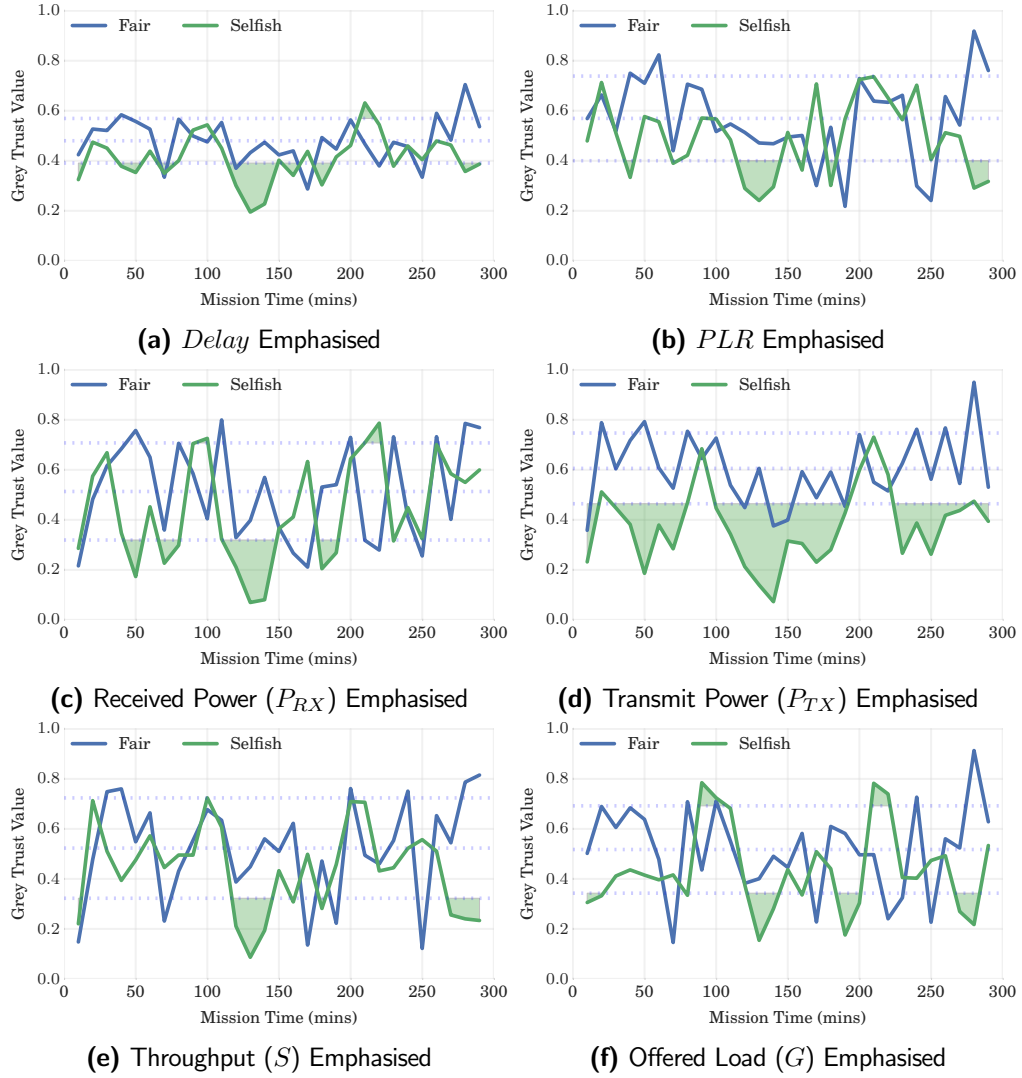 Fair Selfish
Grey Trust Value
1.0
0.8
0.6
0.4
0.2
0.0
0 50 100 150 200 250 300
Mission Time (mins)
(a) Delay Emphasised
Fair Selfish
Grey Trust Value
1.0
0.8
0.6
0.4
0.2
0.0
0 50 100 150 200 250 300
Mission Time (mins)
(b) PLR Emphasised
Fair Selfish
Grey Trust Value
1.0
0.8
0.6
0.4
0.2
0.0
0 50 100 150 200 250 300
Mission Time (mins)
(c) Received Power (P_{RX}) Emphasised
Fair Selfish
Grey Trust Value
1.0
0.8
0.6
0.4
0.2
0.0
0 50 100 150 200 250 300
Mission Time (mins)
(d) Transmit Power (P_{TX}) Emphasised
Fair Selfish
Grey Trust Value
1.0
0.8
0.6
0.4
0.2
0.0
0 50 100 150 200 250 300
Mission Time (mins)
(e) Throughput (S) Emphasised
Fair Selfish
Grey Trust Value
1.0
0.8
0.6
0.4
0.2
0.0
0 50 100 150 200 250 300
Mission Time (mins)
(f) Offered Load (G) Emphasised